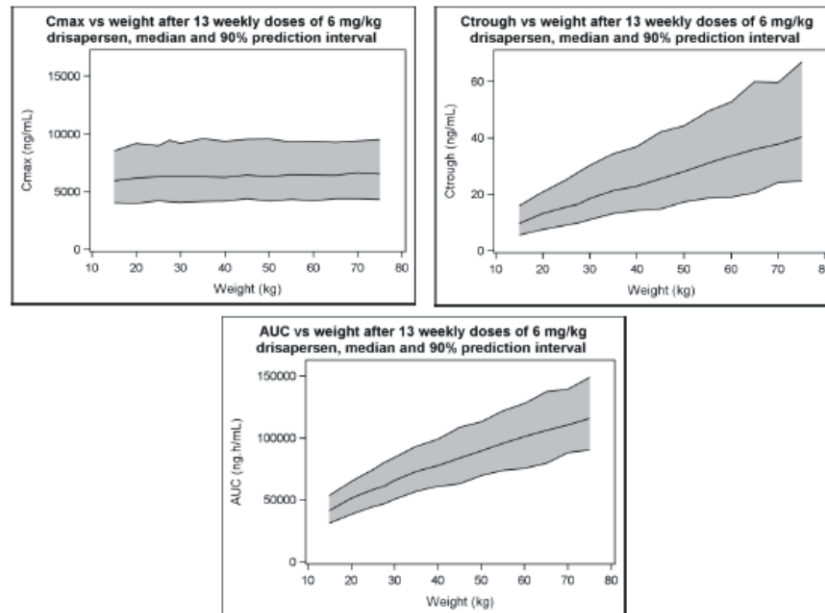 Cmax vs weight after 13 weekly doses of 6 mg/kg
drisapersen, median and 90% prediction interval
15000
10000
5000
0
Cmax (ng/mL)
10 20 30 40 50 60 70 80
Weight (kg)
Ctrough vs weight after 13 weekly doses of 6 mg/kg
drisapersen, median and 90% prediction interval
60
40
20
0
Ctrough (ng/mL)
10 20 30 40 50 60 70 80
Weight (kg)
AUC vs weight after 13 weekly doses of 6 mg/kg
drisapersen, median and 90% prediction interval
150000
100000
50000
0
AUC (ng.h/mL)
10 20 30 40 50 60 70 80
Weight (kg)